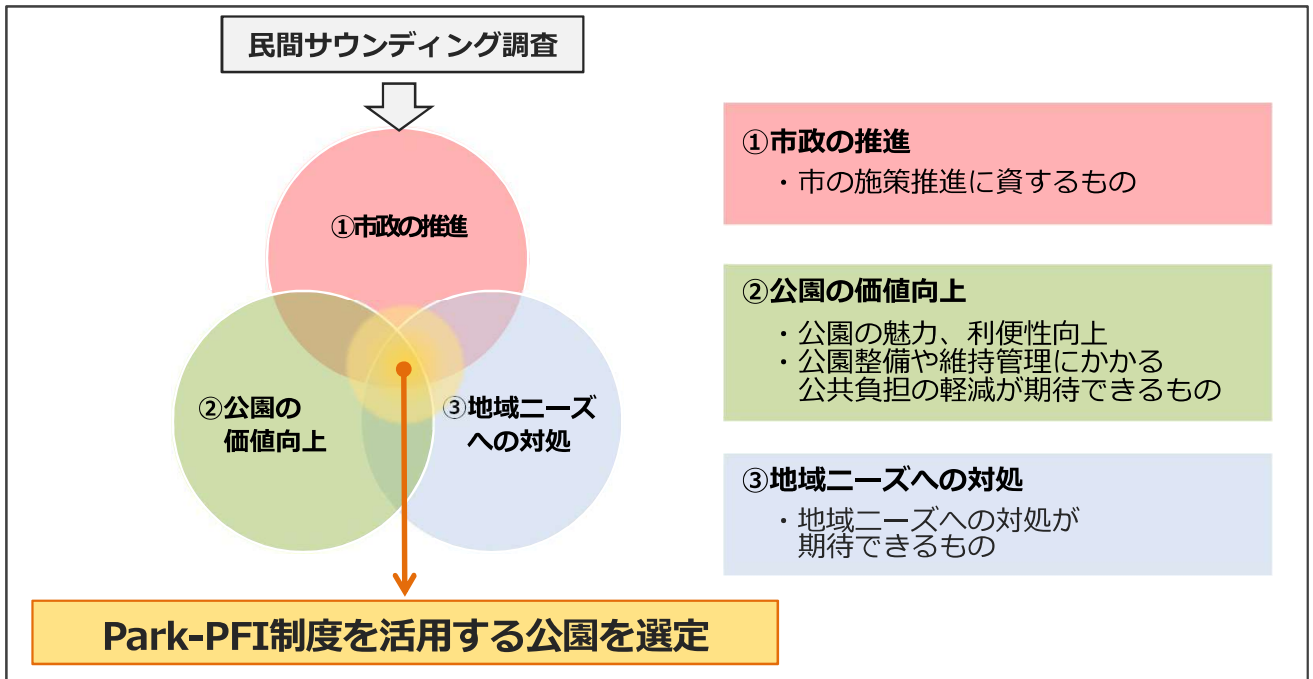 民間サウンディング調査
①市政の推進
②公園の
価値向上
③地域ニーズ
への対処
Park-PFI制度を活用する公園を選定
①市政の推進
・市の施策推進に資するもの
②公園の価値向上
・公園の魅力、利便性向上
・公園整備や維持管理にかかる
公共負担の軽減が期待できるもの
③地域ニーズへの対処
・地域ニーズへの対処が
期待できるもの